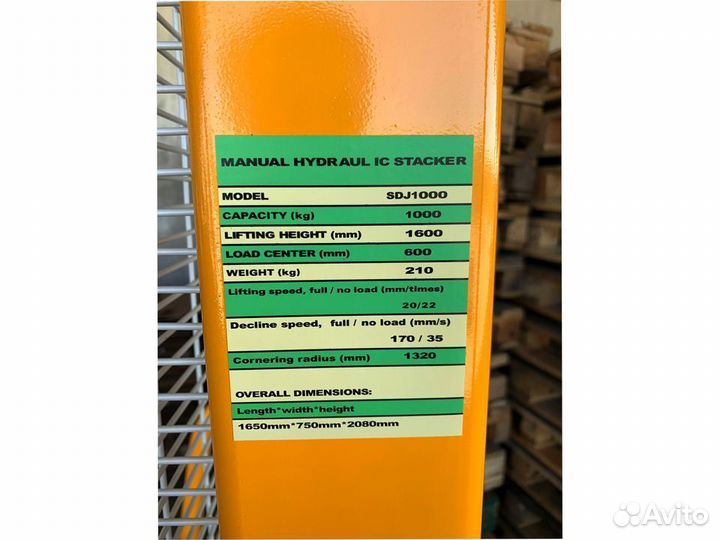 MANUAL HYDRAUL IC STACKER
MODEL SDJ1000
CAPACITY (kg) 1000
LIFTING HEIGHT (mm) 1600
LOAD CENTER (mm) 600
WEIGHT (kg) 210
Lifting speed, full / no load (mm/times)
20/22
Decline speed, full / no load (mm/s)
170 / 35
Cornering radius (mm) 1320
OVERALL DIMENSIONS:
Length*width*height
1650mm*750mm*2080mm
Avito